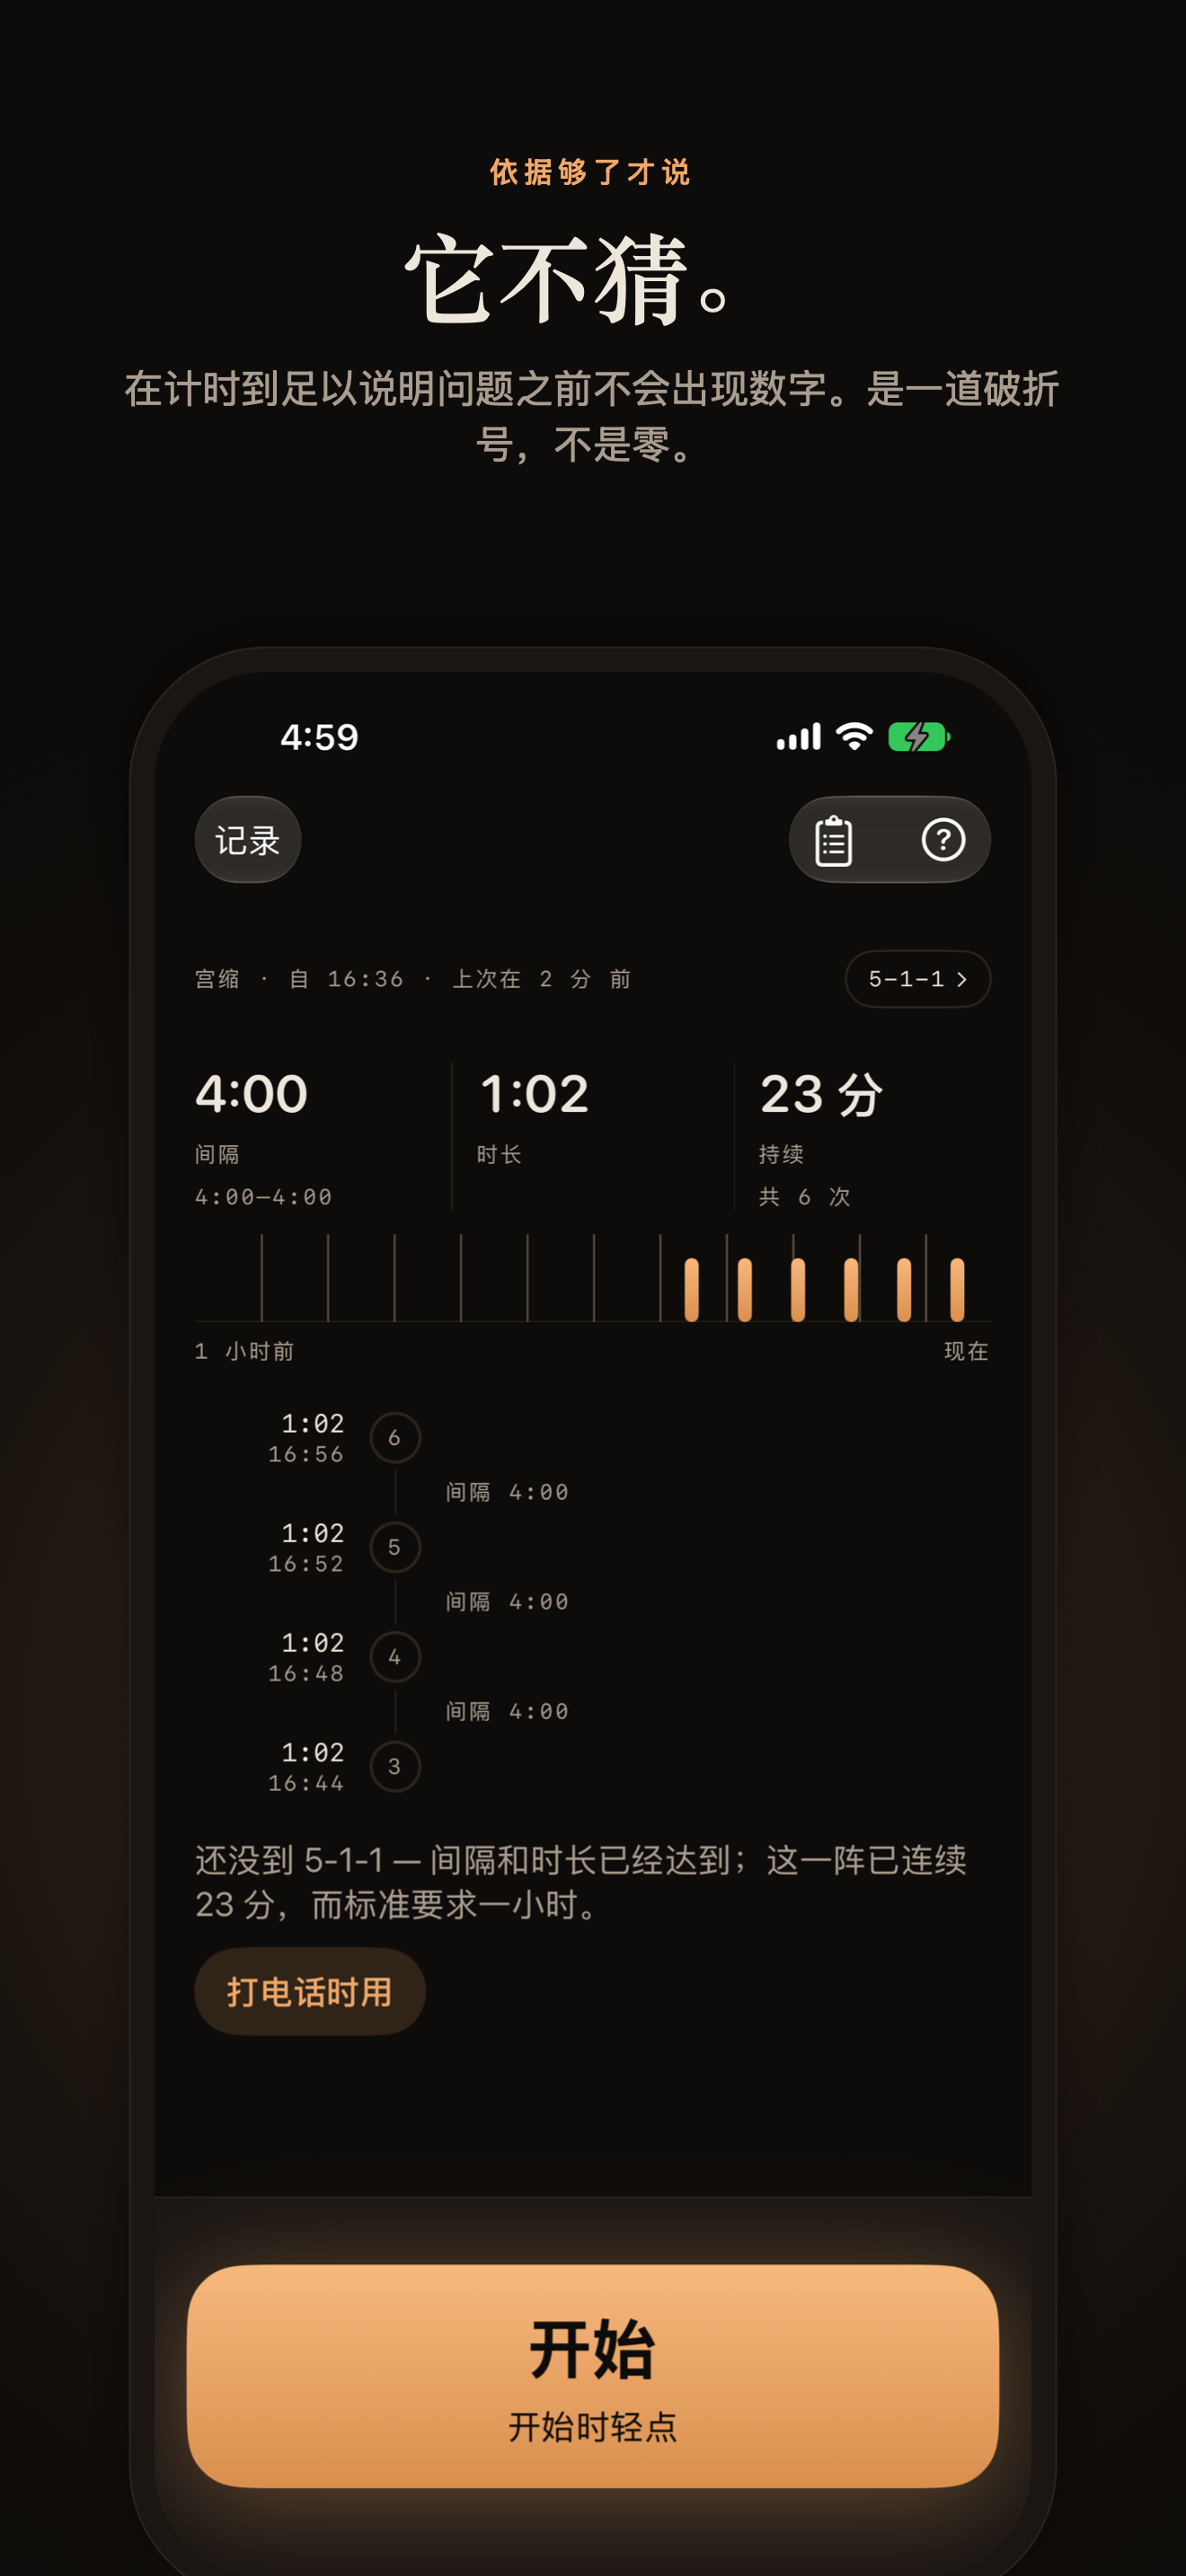 依据够了才说
它不猜。
在计时到足以说明问题之前不会出现数字。是一道破折
号，不是零。
4:59
记录
?
宫缩 · 自 16:36 · 上次在 2 分 前
5-1-1 >
4:00
1:02
23 分
间隔
时长
持续
4:00—4:00
共 6 次
1 小时前
现在
1:02
16:56
6
间隔 4:00
1:02
16:52
5
间隔 4:00
1:02
16:48
4
间隔 4:00
1:02
16:44
3
还没到 5-1-1 — 间隔和时长已经达到；这一阵已连续
23 分，而标准要求一小时。
打电话时用
开始
开始时轻点